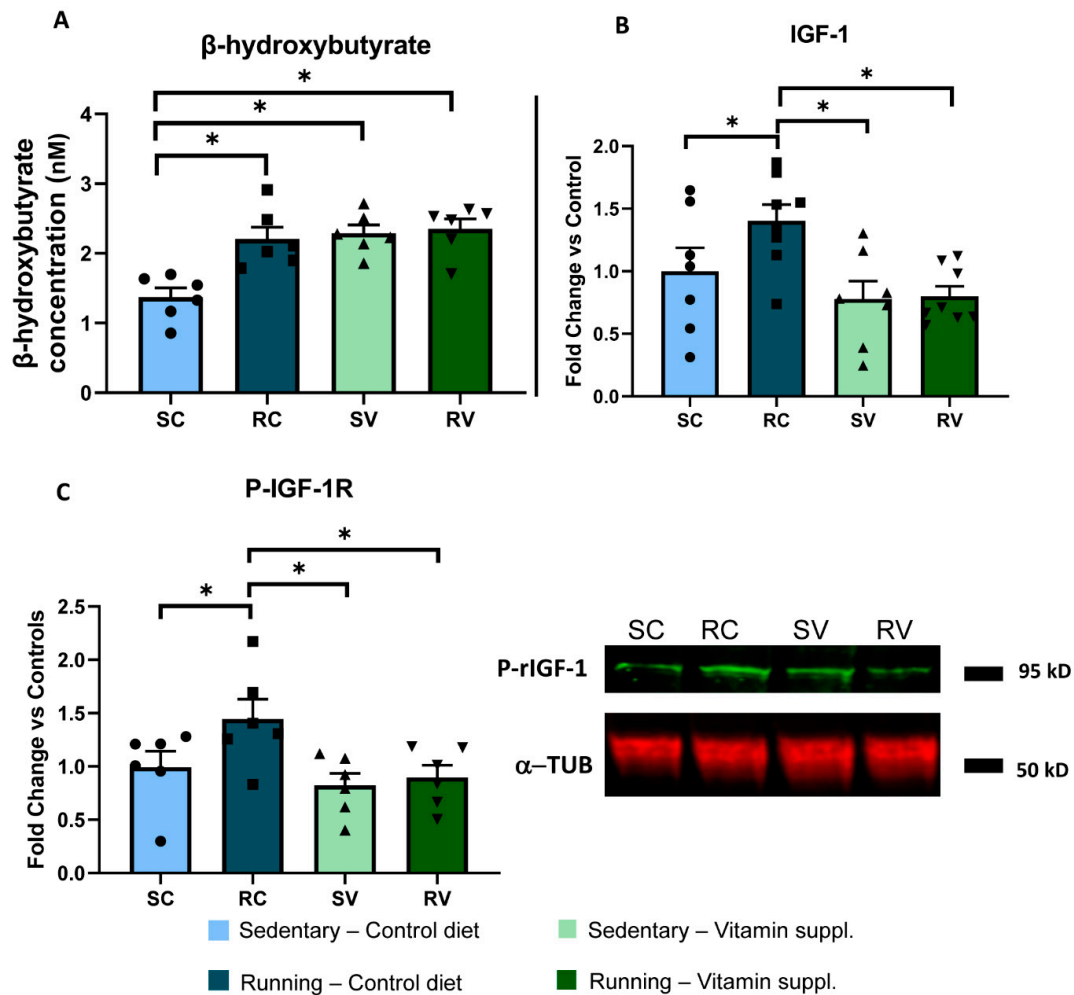 A
β-hydroxybutyrate
β-hydroxybutyrate
concentration (nM)
4
3
2
1
0
*
*
*
SC RC SV RV
B
IGF-1
Fold Change vs Control
2.0
1.5
1.0
0.5
0.0
*
*
*
SC RC SV RV
C
P-IGF-1R
Fold Change vs Controls
2.5
2.0
1.5
1.0
0.5
0.0
*
*
*
SC RC SV RV
SC RC SV RV
P-rIGF-1
95 kD
α–TUB
50 kD
Sedentary – Control diet
Sedentary – Vitamin suppl.
Running – Control diet
Running – Vitamin suppl.